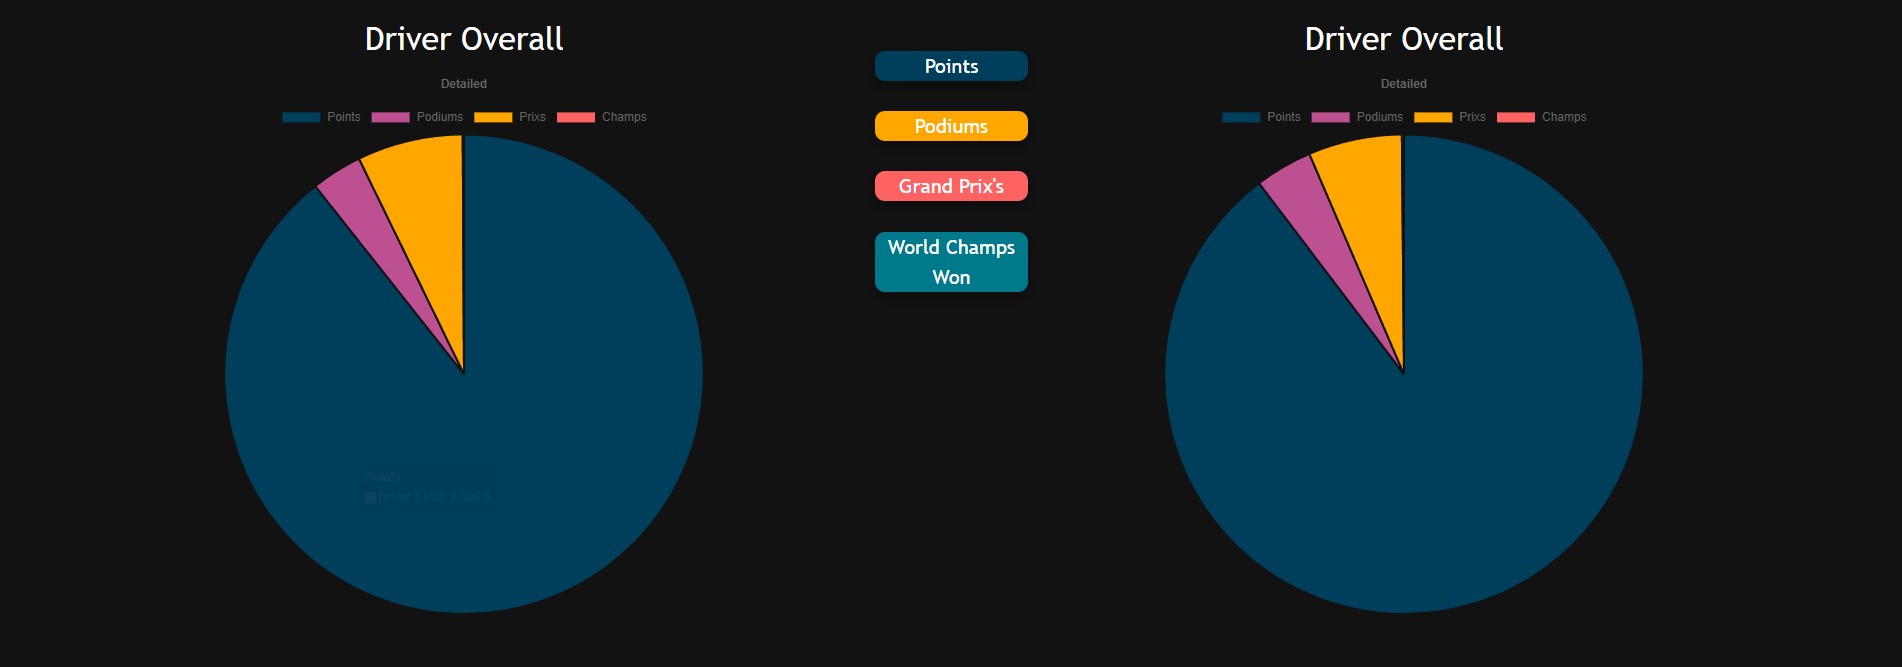 Driver Overall
Detailed
Points Podiums Prixs Champs
Points
Points
Podiums
Grand Prix's
World Champs
Won
Driver Overall
Detailed
Points Podiums Prixs Champs